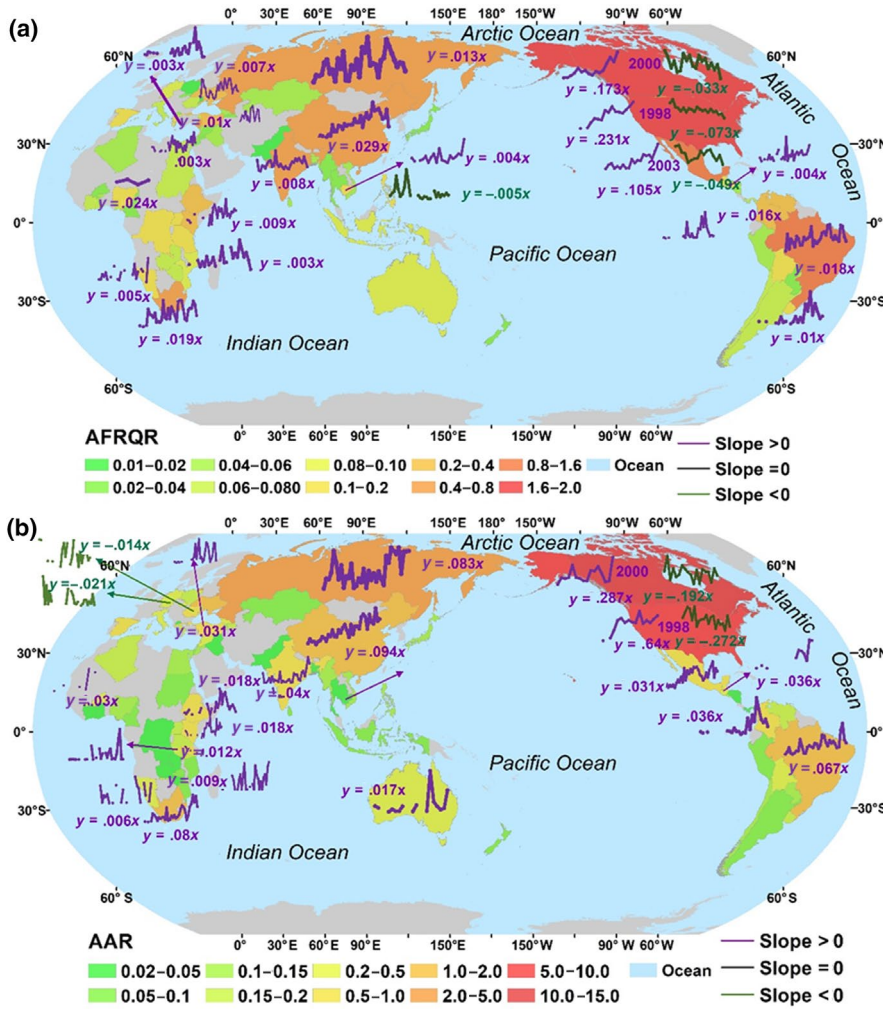 (a)
Arctic Ocean
0° 30°E 60°E 90°E 150°E 180° 150°W 90°W 60°W
60°N
60°N
y = .003x
y = .007x
y = .013x
2000
y = .173x
y = -.033x
Atlantic
Ocean
y = .01x
1998
30°N
30°N
.003x
y = .029x
y = .231x
y = -.073x
2003
y = .004x
y = .008x
y = -.005x
y = .105x
y = -.049x
y = .004x
y = .024x
y = .009x
y = .016x
0°
0°
Pacific Ocean
y = .003x
y = .018x
y = .005x
30°S
30°S
y = .019x
Indian Ocean
y = .01x
60°S
60°S
AFRQR
0° 30°E 60°E 90°E 150°E 180° 150°W 90°W 60°W
Slope >0
0.01–0.02 0.04–0.06 0.08–0.10 0.2–0.4 0.8–1.6 Ocean
Slope =0
0.02–0.04 0.06–0.080 0.1–0.2 0.4–0.8 1.6–2.0
Slope <0
(b)
0° 30°E 60°E 90°E 150°E 180° 150°W 90°W 60°W
Arctic Ocean
y = -.014x
60°N
60°N
y = .083x
2000
y = -.021x
y = .287x
y = -.192x
Atlantic
Ocean
y = .031x
1998
y = .094x
y = .64x
y = -.272x
30°N
30°N
y = .018x
y = .03x
.04x
y = .031x
y = .036x
y = .018x
y = .036x
0°
0°
y = .012x
Pacific Ocean
y = .067x
y = .009x
y = .017x
30°S
30°S
y = .006x
y = .08x
Indian Ocean
60° S
60° S
AAR
0° 30°E 60°E 90°E 150°E 180° 150°W 90°W 60°W
Slope > 0
0.02–0.05 0.1–0.15 0.2–0.5 1.0–2.0 5.0–10.0 Ocean
Slope = 0
0.05–0.1 0.15–0.2 0.5–1.0 2.0–5.0 10.0–15.0
Slope < 0